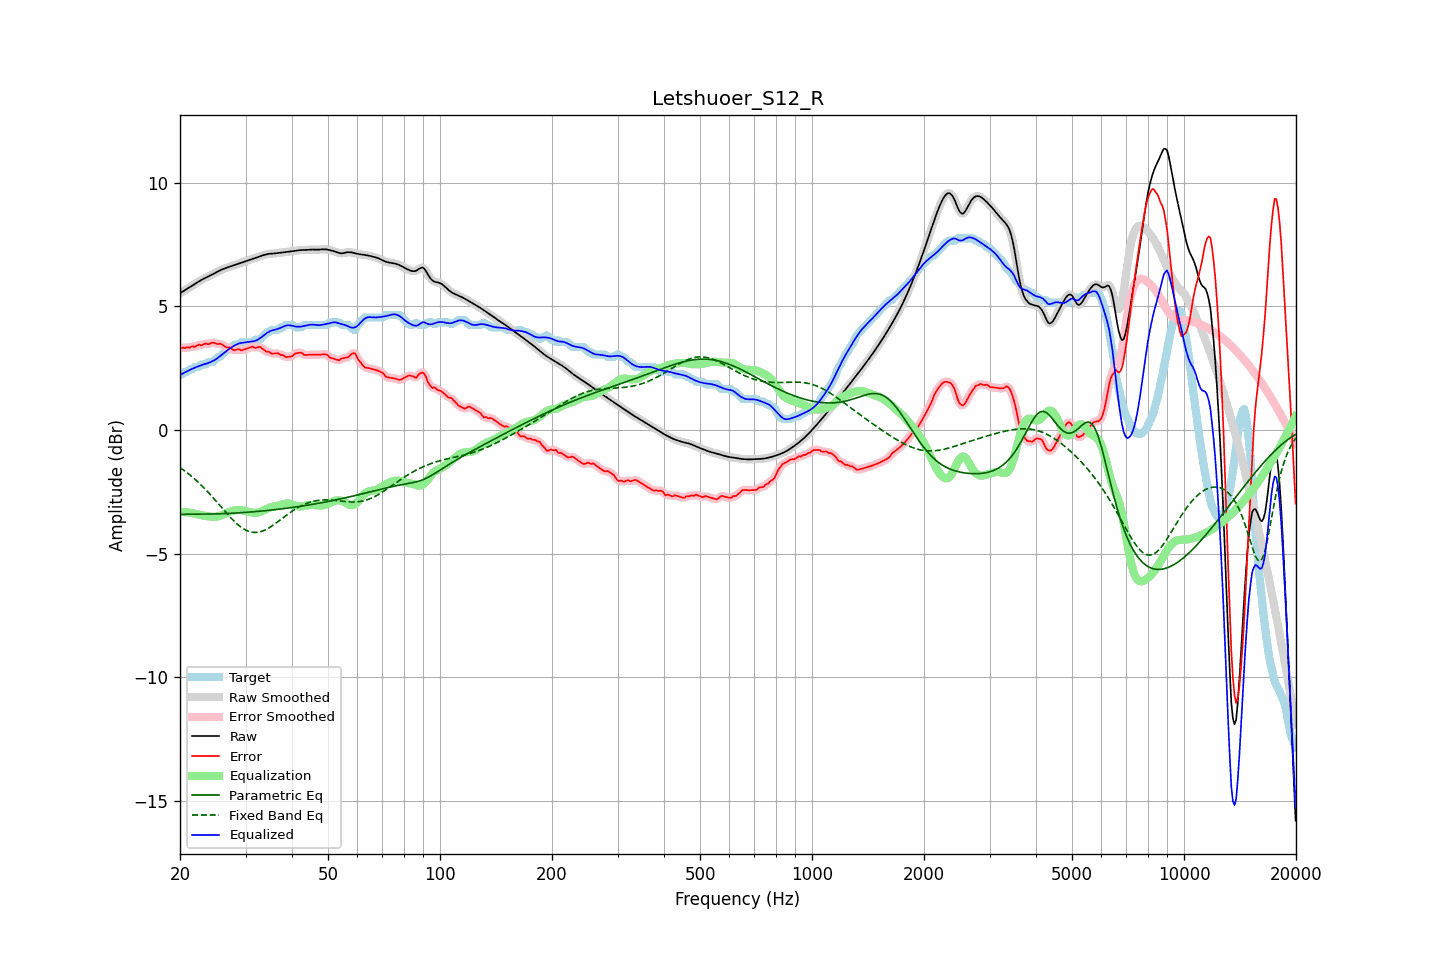 Letshuoer_S12_R
Amplitude (dBr)
10
5
0
−5
−10
−15
Target
Raw Smoothed
Error Smoothed
Raw
Error
Equalization
Parametric Eq
Fixed Band Eq
Equalized
20 50 100 200 500 1000 2000 5000 10000 20000
Frequency (Hz)